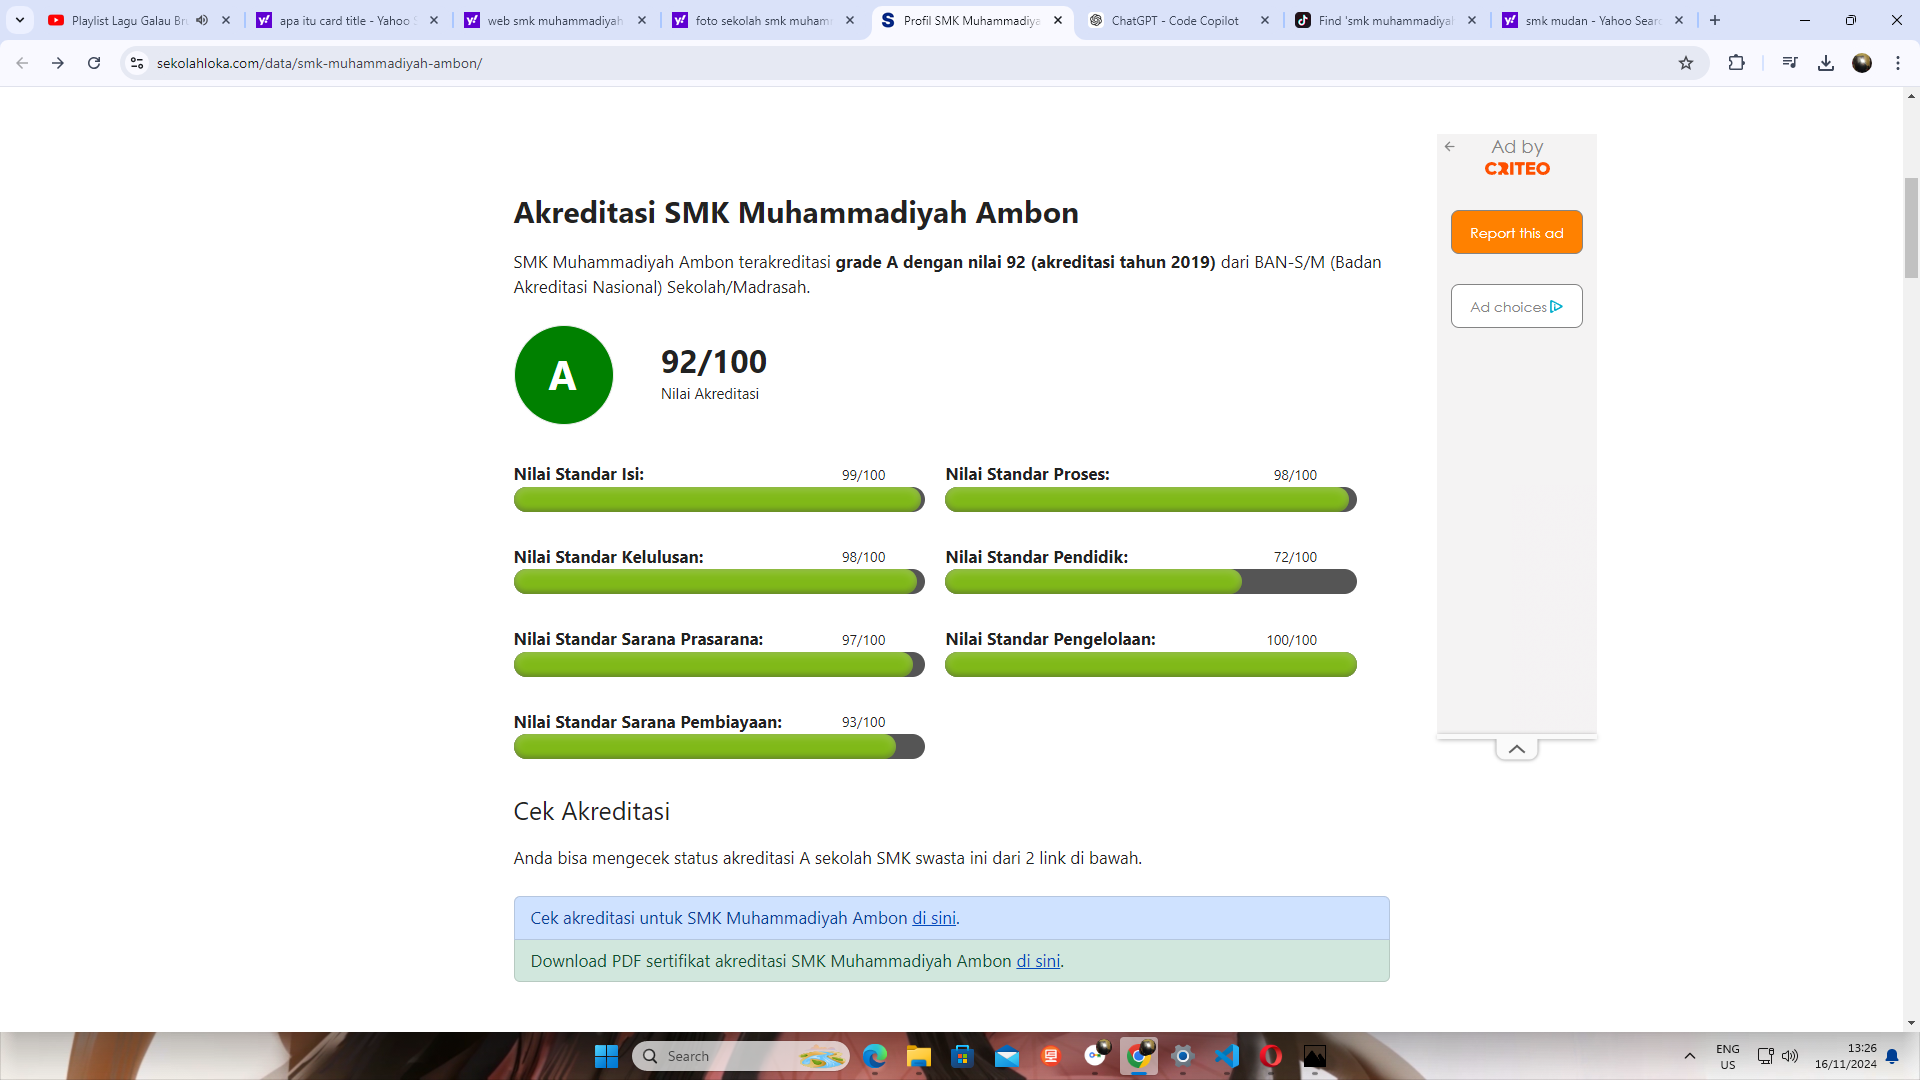 Playlist Lagu Galau Bru
apa itu card title - Yahoo S
web smk muhammadiyah
foto sekolah smk muhamm
Profil SMK Muhammadiya
ChatGPT - Code Copilot
Find 'smk muhammadiya
smk mudan - Yahoo Searc
sekolahloka.com/data/smk-muhammadiyah-ambon/
Ad by
CRITEO
Report this ad
Ad choices
Akreditasi SMK Muhammadiyah Ambon
SMK Muhammadiyah Ambon terakreditasi grade A dengan nilai 92 (akreditasi tahun 2019) dari BAN-S/M (Badan
Akreditasi Nasional) Sekolah/Madrasah.
A
92/100
Nilai Akreditasi
Nilai Standar Isi: 99/100
Nilai Standar Proses: 98/100
Nilai Standar Kelulusan: 98/100
Nilai Standar Pendidik: 72/100
Nilai Standar Sarana Prasarana: 97/100
Nilai Standar Pengelolaan: 100/100
Nilai Standar Sarana Pembiayaan: 93/100
Cek Akreditasi
Anda bisa mengecek status akreditasi A sekolah SMK swasta ini dari 2 link di bawah.
Cek akreditasi untuk SMK Muhammadiyah Ambon di sini.
Download PDF sertifikat akreditasi SMK Muhammadiyah Ambon di sini.
Search
ENG
US
13:26
16/11/2024